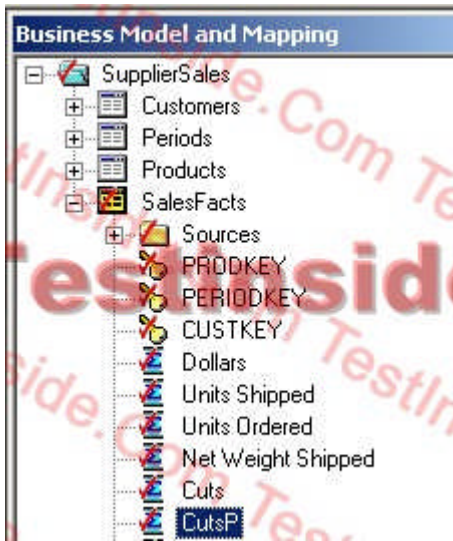 Business Model and Mapping
SupplierSales
Customers
Periods
Products
SalesFacts
Sources
PRODKEY
PERIODKEY
CUSTKEY
Dollars
Units Shipped
Units Ordered
Net Weight Shipped
Cuts
CutsP